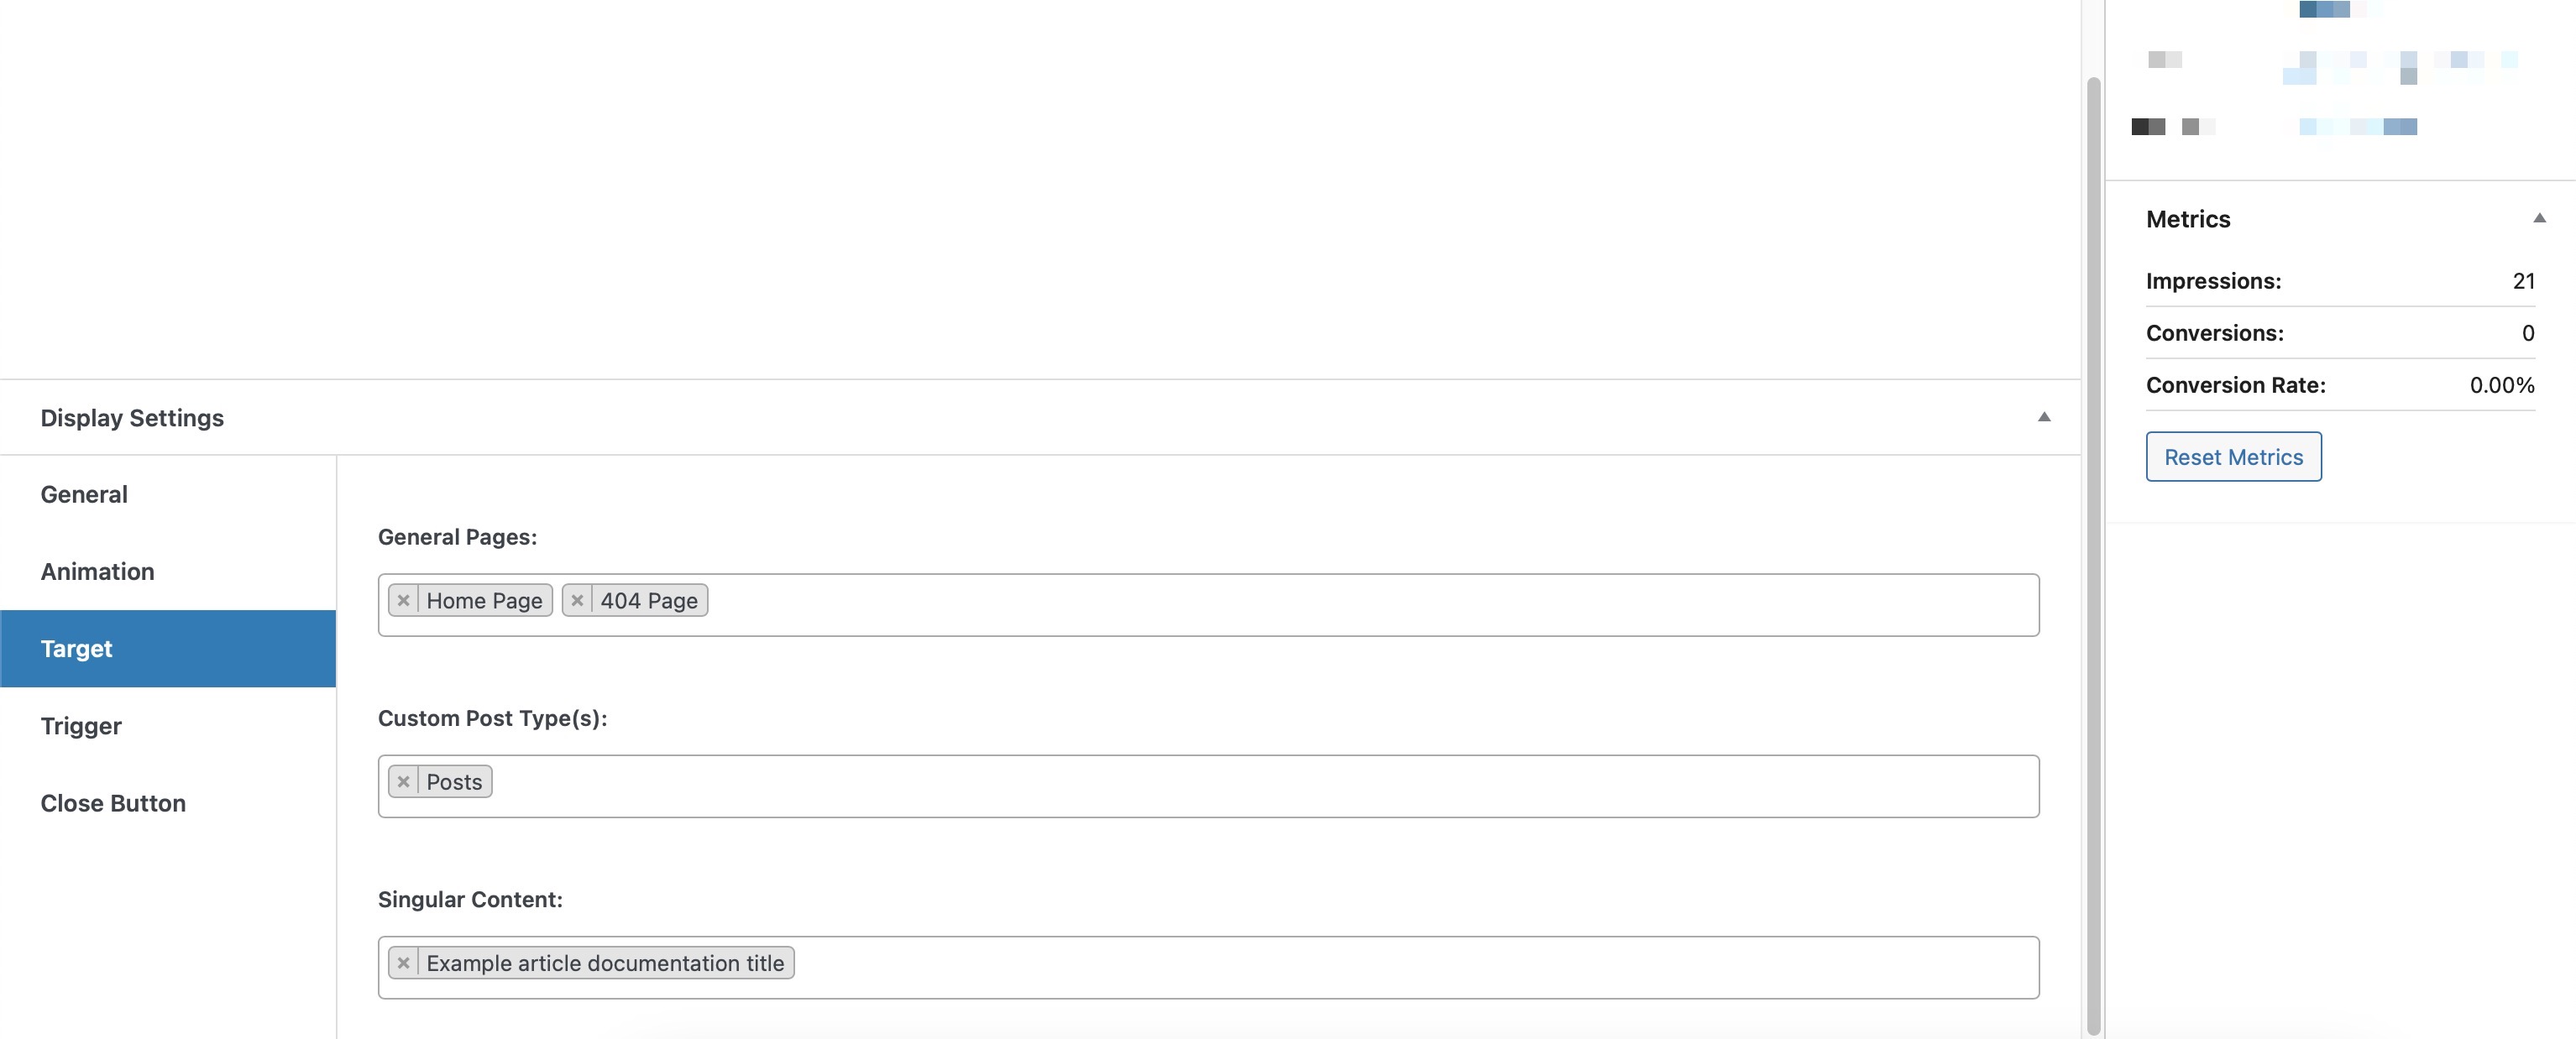 Display Settings
General
Animation
Target
Trigger
Close Button
General Pages:
× Home Page × 404 Page
Custom Post Type(s):
× Posts
Singular Content:
× Example article documentation title
Metrics
Impressions: 21
Conversions: 0
Conversion Rate: 0.00%
Reset Metrics